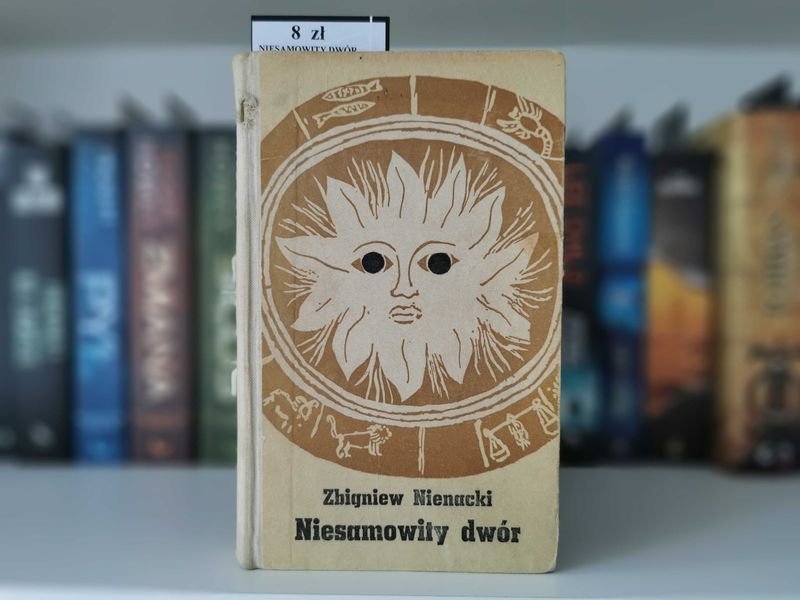 8 zł
NIESAMOWITY DWÓR
Zbigniew Nienacki
Niesamowity dwór